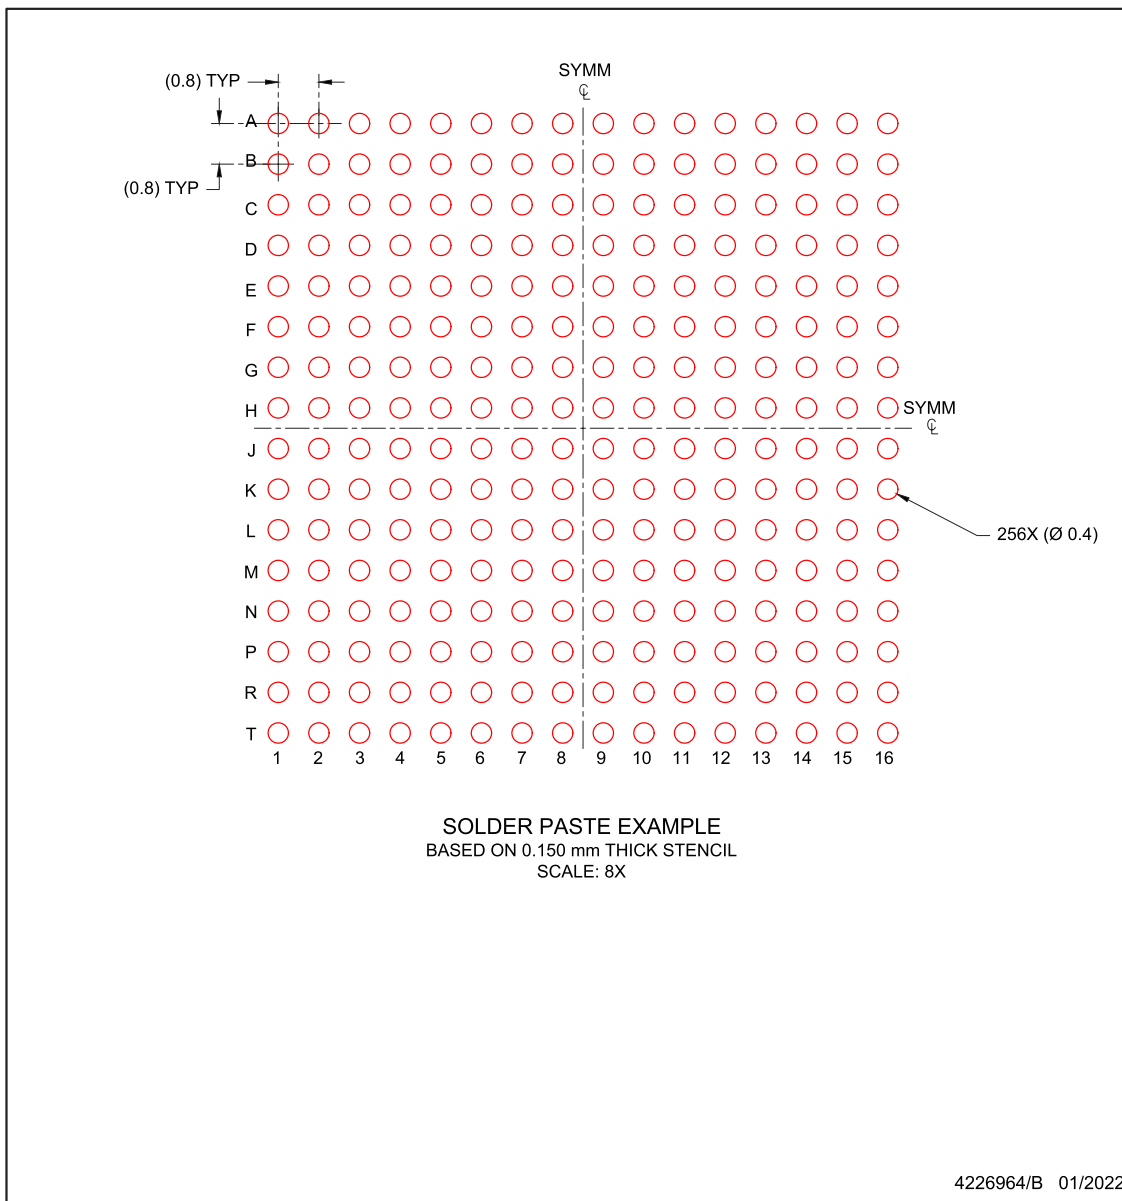 SYMM
℄
(0.8) TYP
A
B
(0.8) TYP
C
D
E
F
G
H
SYMM
℄
J
K
L
256X (Ø 0.4)
M
N
P
R
T
1 2 3 4 5 6 7 8 9 10 11 12 13 14 15 16
SOLDER PASTE EXAMPLE
BASED ON 0.150 mm THICK STENCIL
SCALE: 8X
4226964/B 01/2022